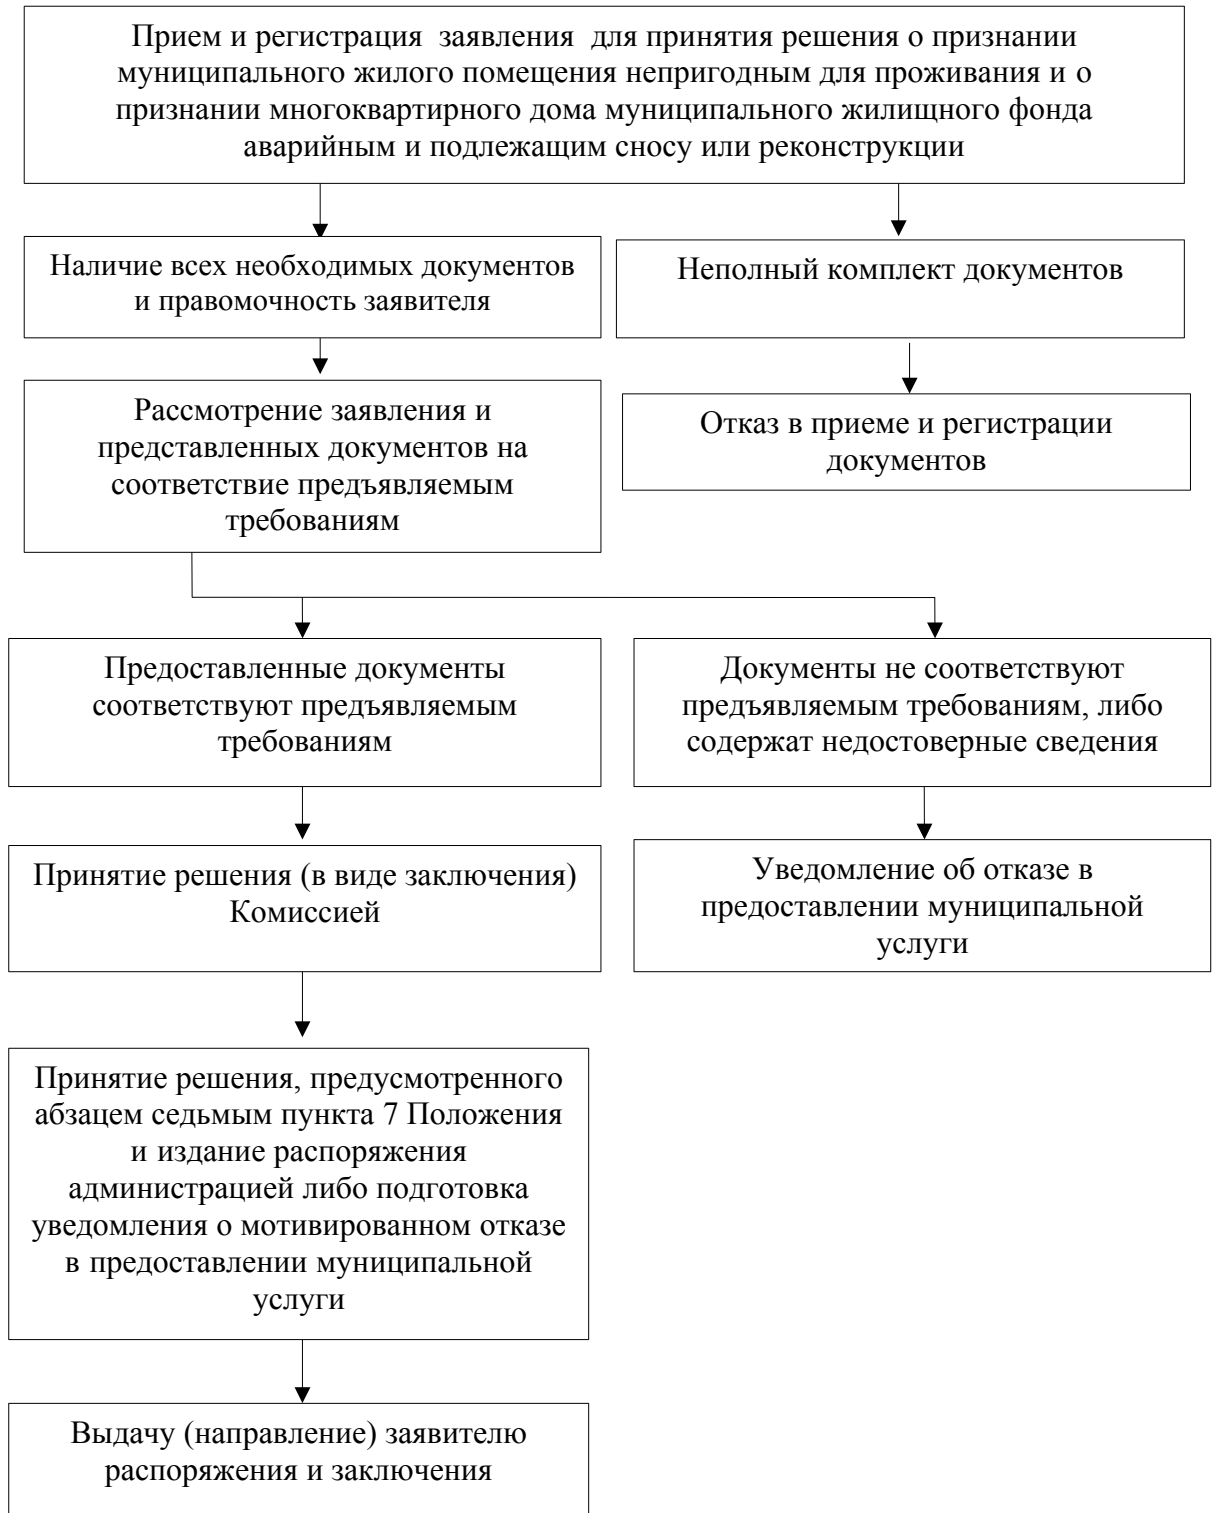 Прием и регистрация заявления для принятия решения о признании
муниципального жилого помещения непригодным для проживания и о
признании многоквартирного дома муниципального жилищного фонда
аварийным и подлежащим сносу или реконструкции
Наличие всех необходимых документов
и правомочность заявителя
Неполный комплект документов
Рассмотрение заявления и
представленных документов на
соответствие предъявляемым
требованиям
Отказ в приеме и регистрации
документов
Предоставленные документы
соответствуют предъявляемым
требованиям
Документы не соответствуют
предъявляемым требованиям, либо
содержат недостоверные сведения
Принятие решения (в виде заключения)
Комиссией
Уведомление об отказе в
предоставлении муниципальной
услуги
Принятие решения, предусмотренного
абзацем седьмым пункта 7 Положения
и издание распоряжения
администрацией либо подготовка
уведомления о мотивированном отказе
в предоставлении муниципальной
услуги
Выдачу (направление) заявителю
распоряжения и заключения